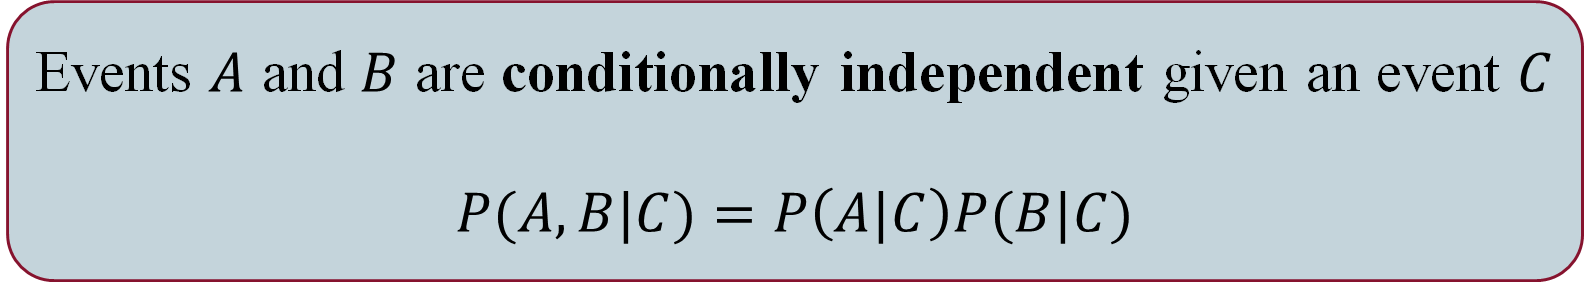 Events A and B are conditionally independent given an event C
P(A, B|C) = P(A|C)P(B|C)